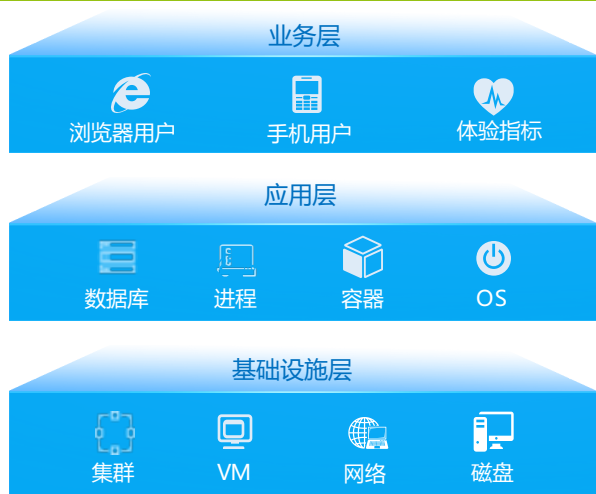 业务层
浏览器用户 手机用户 体验指标
应用层
数据库 进程 容器 OS
基础设施层
集群 VM 网络 磁盘